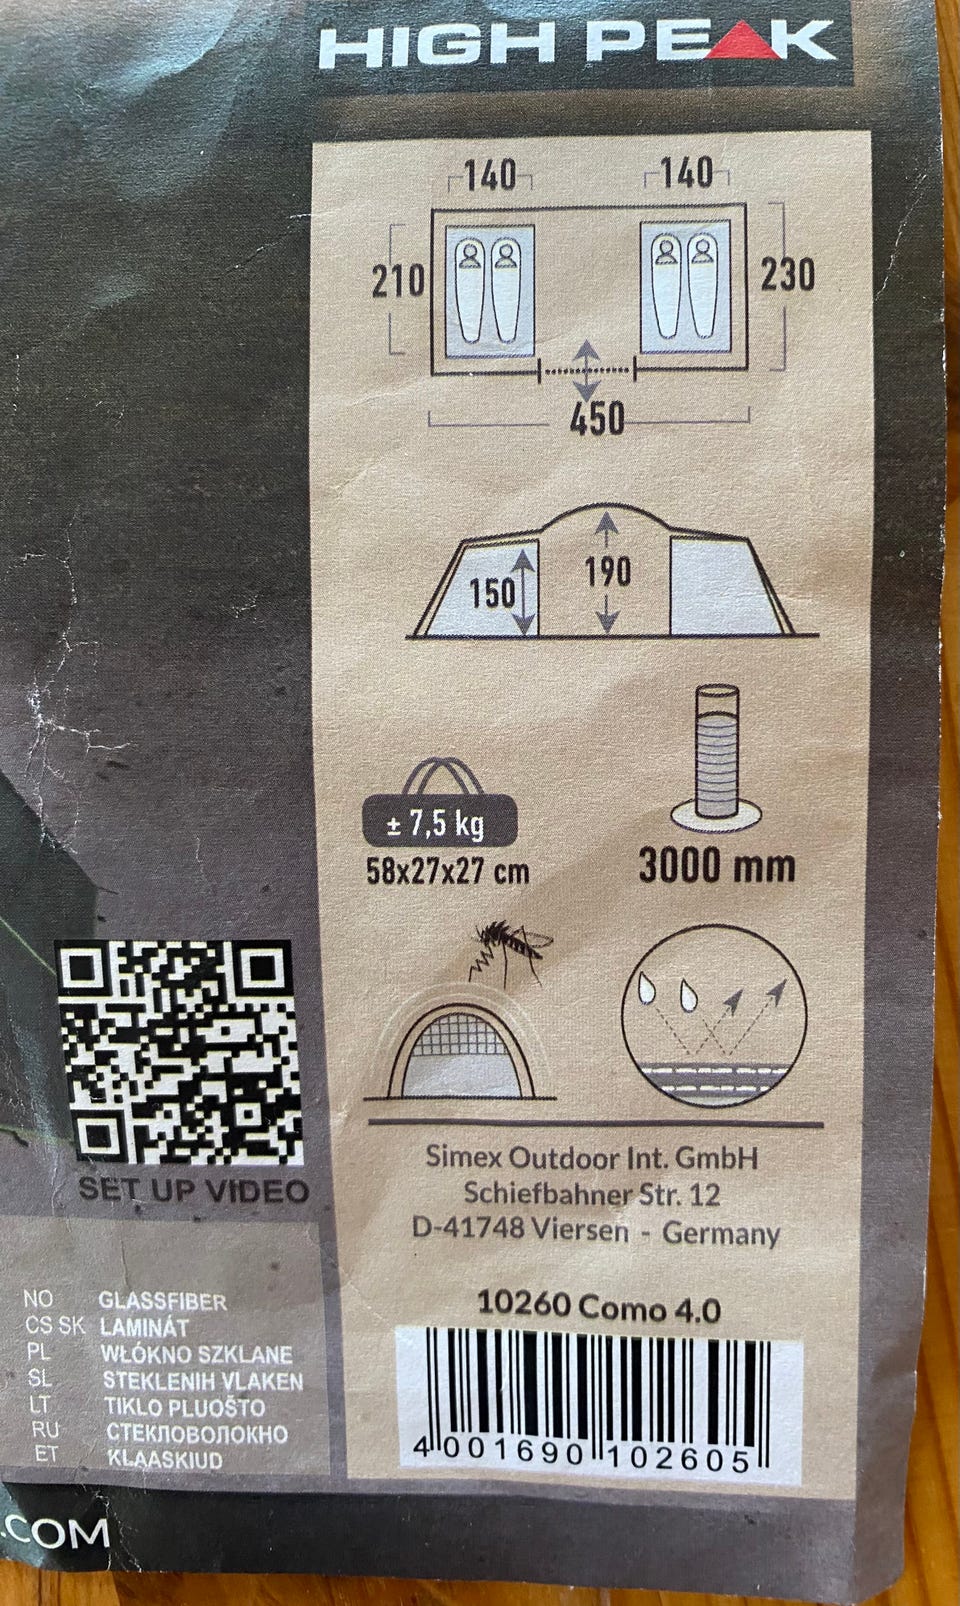 HIGH PEAK
140 140
210
230
450
150
190
± 7,5 kg
58x27x27 cm
3000 mm
SET UP VIDEO
Simex Outdoor Int. GmbH
Schiefbahner Str. 12
D-41748 Viersen - Germany
10260 Como 4.0
4 001690 102605
NO GLASSFIBER
CS SK LAMINÁT
PL WŁÓKNO SZKLANE
SL STEKLENIH VLAKEN
LT TIKLO PLUOŠTO
RU СТЕКЛОВОЛОКНО
ET KLAASKIUD
.COM